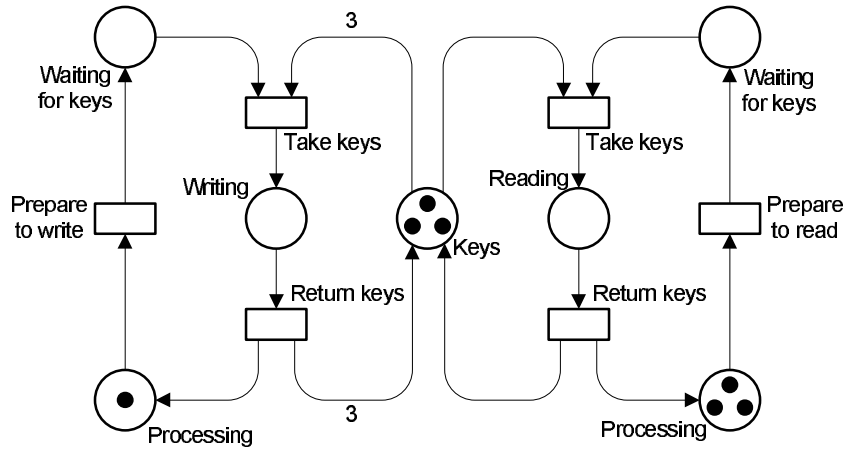 3
Waiting
for keys
Waiting
for keys
Take keys
Take keys
Writing
Reading
Prepare
to write
Keys
Prepare
to read
Return keys
Return keys
3
Processing
Processing